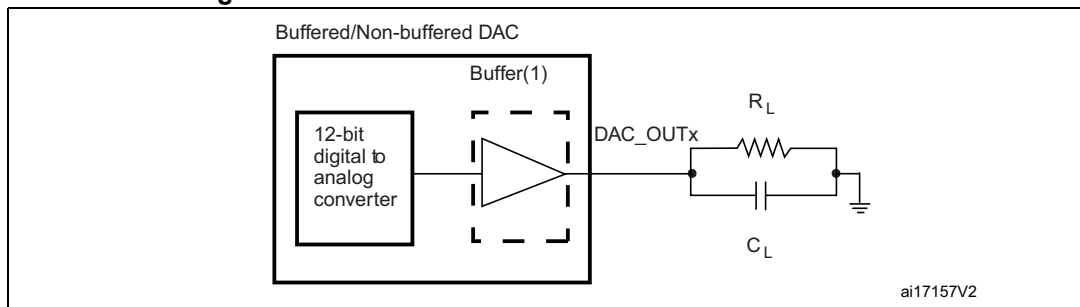 Buffered/Non-buffered DAC
Buffer(1)
12-bit
digital to
analog
converter
DAC_OUTx
R L
C L
ai17157V2